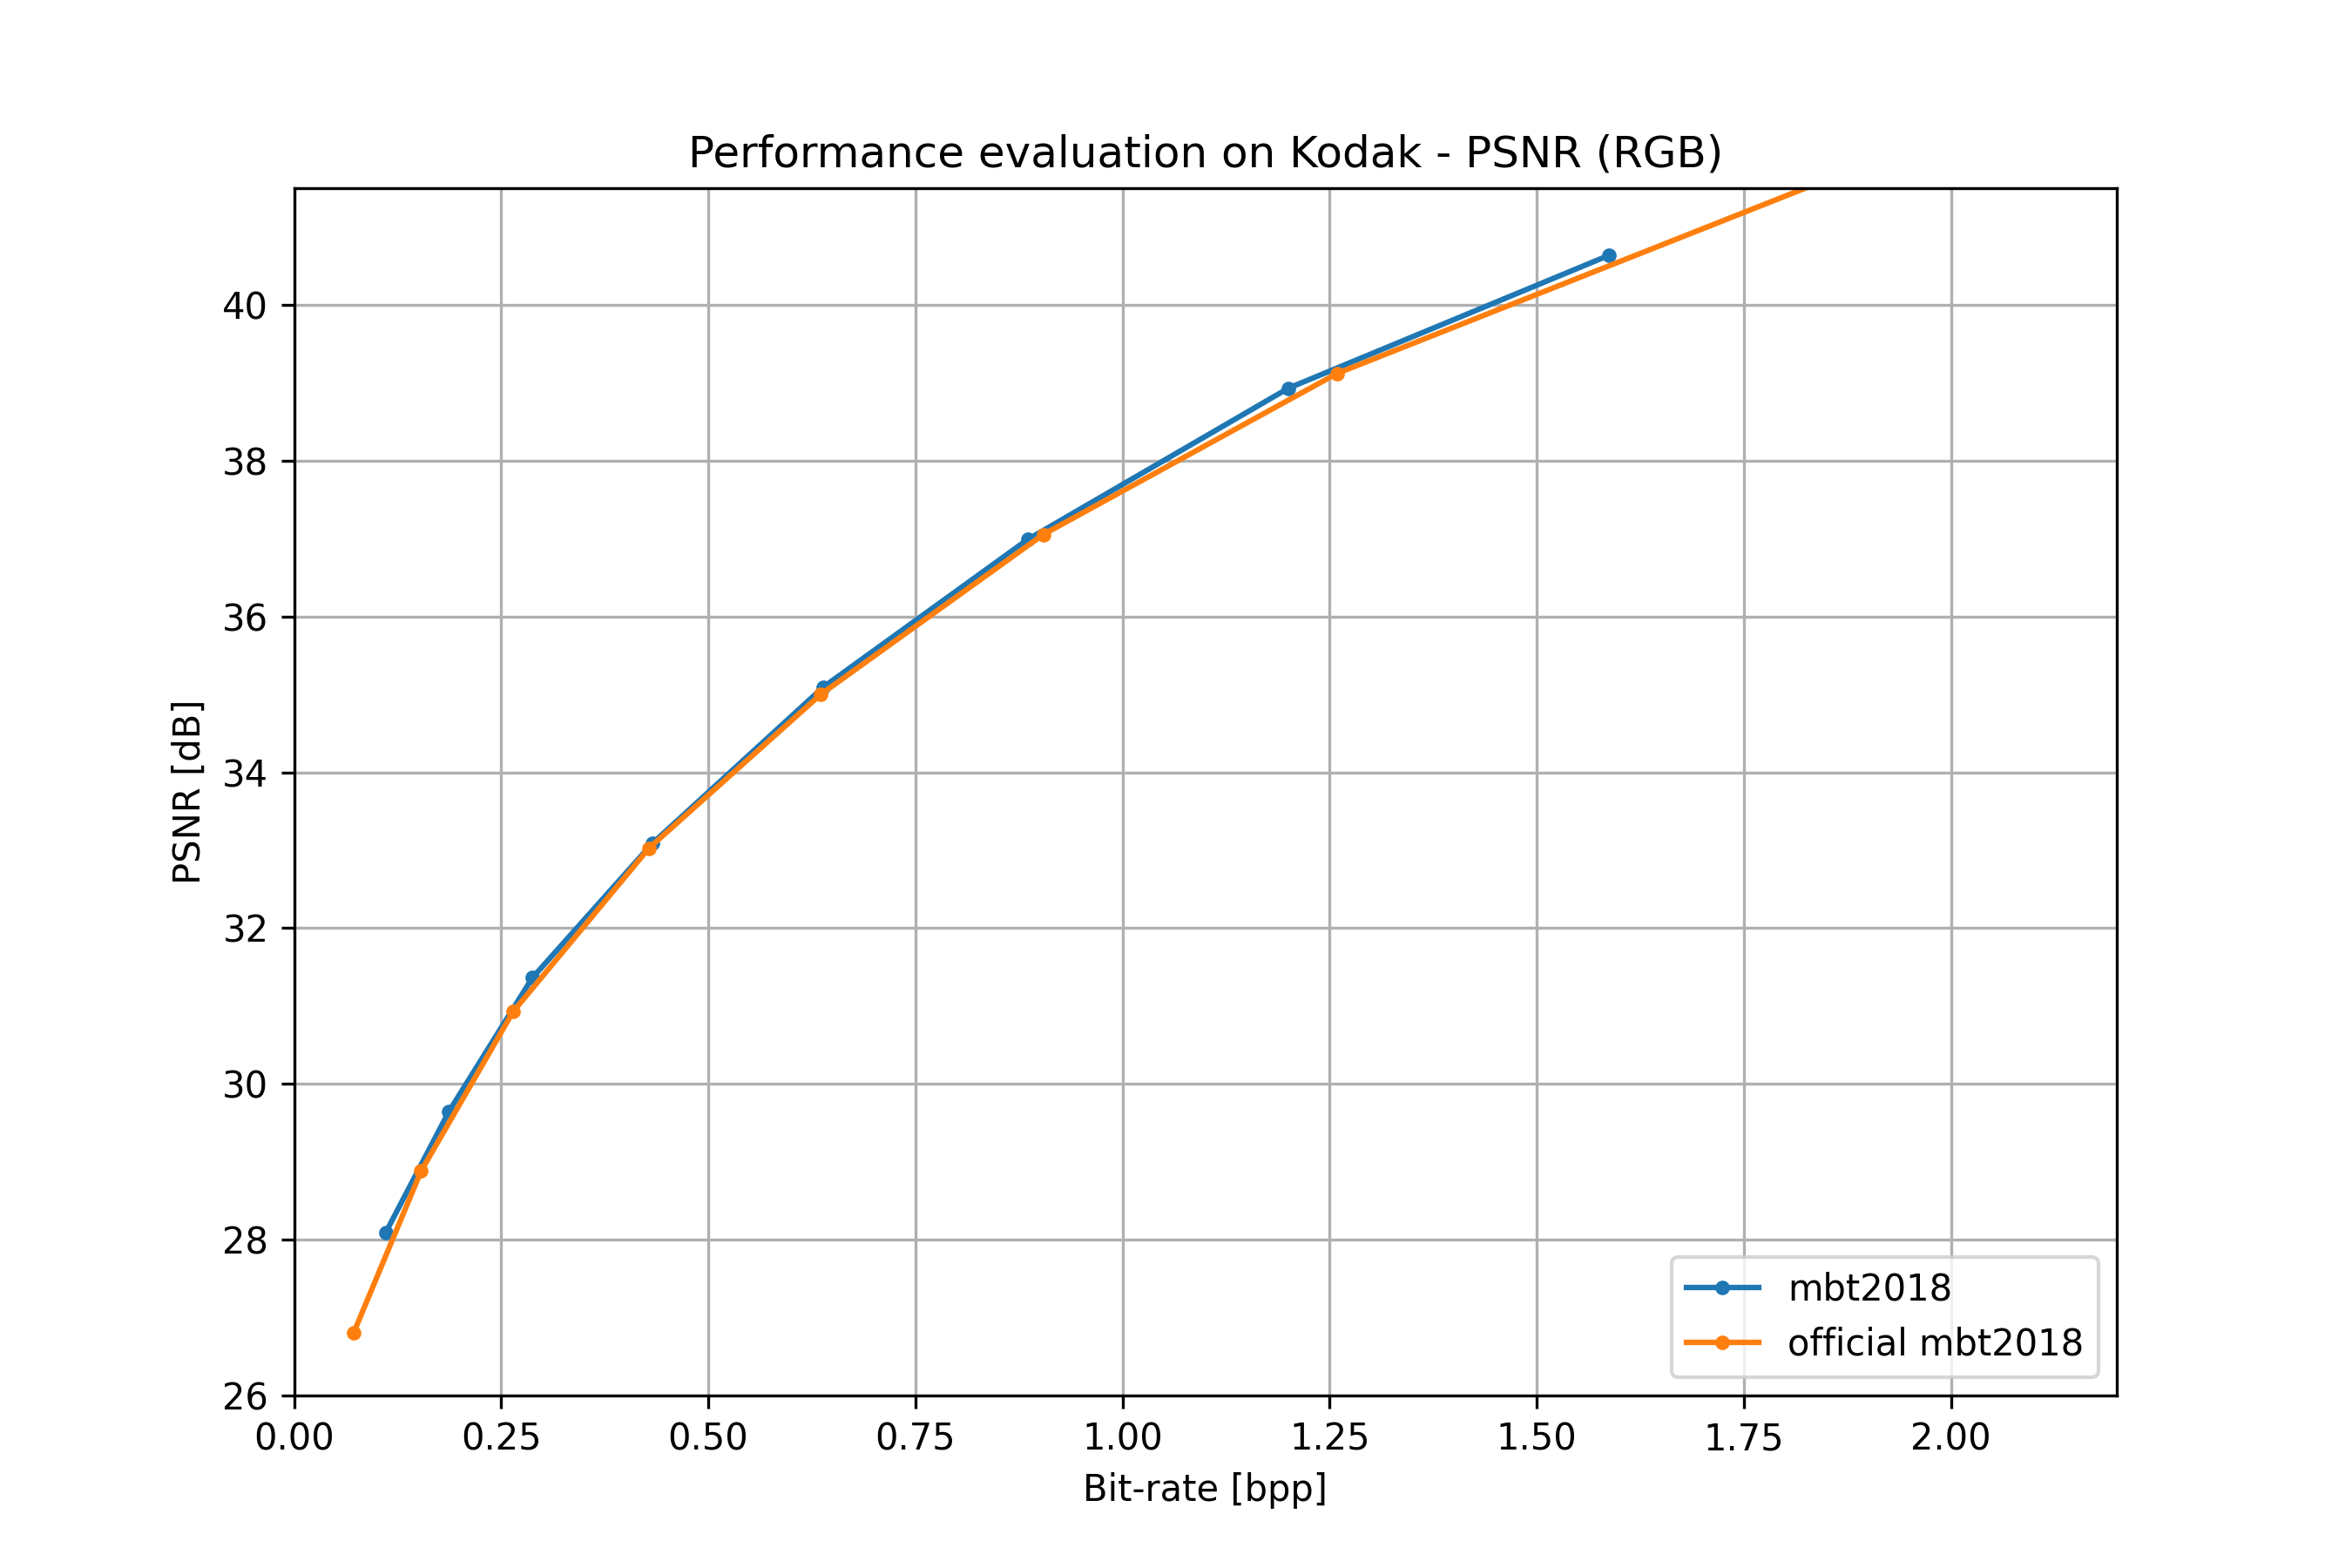 Performance evaluation on Kodak - PSNR (RGB)
40
38
36
34
32
30
28
26
PSNR [dB]
0.00 0.25 0.50 0.75 1.00 1.25 1.50 1.75 2.00
Bit-rate [bpp]
mbt2018
official mbt2018